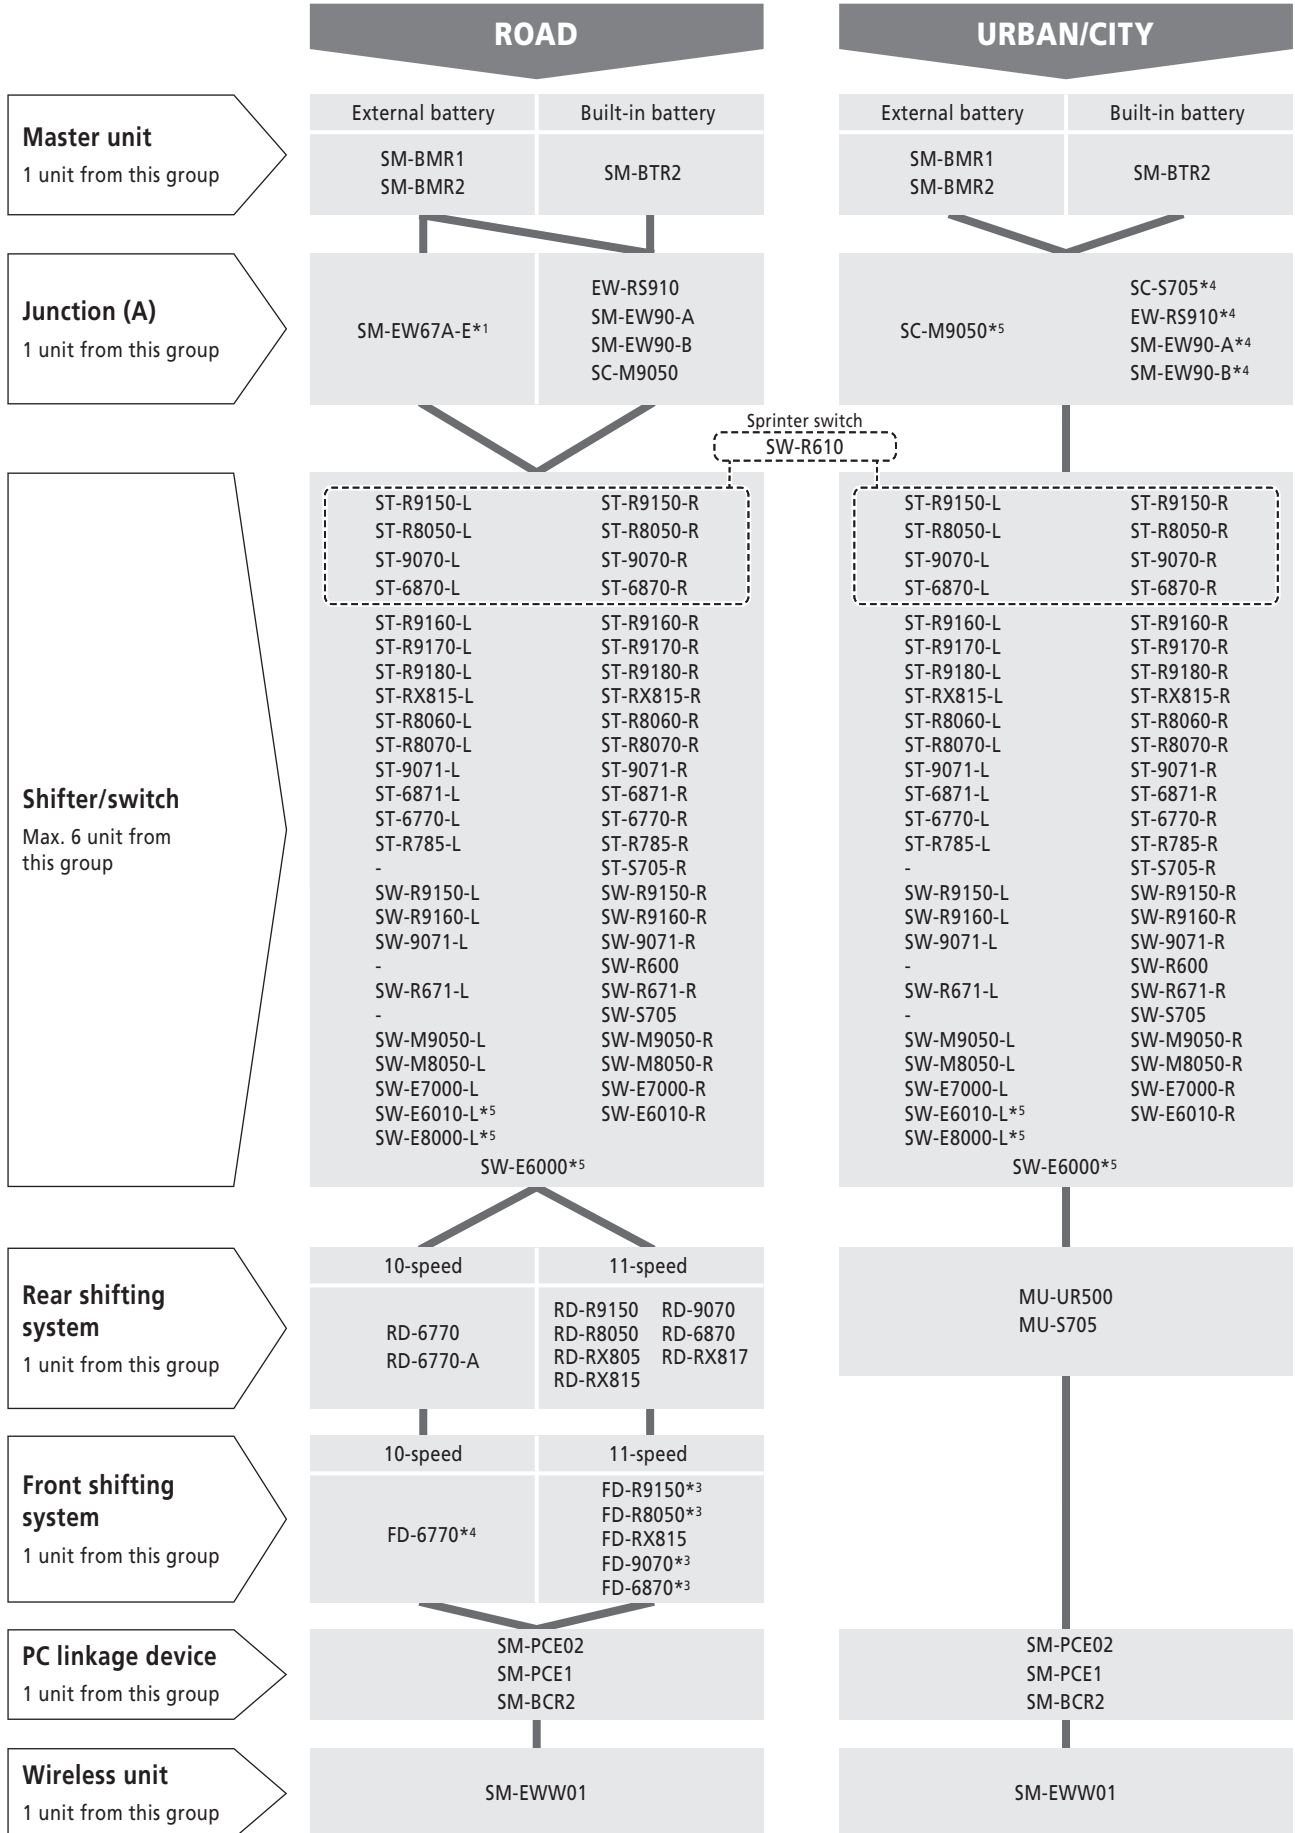 ROAD
URBAN/CITY
Master unit
1 unit from this group
External battery Built-in battery
SM-BMR1
SM-BMR2
SM-BTR2
External battery Built-in battery
SM-BMR1
SM-BMR2
SM-BTR2
Junction (A)
1 unit from this group
SM-EW67A-E*1
EW-RS910
SM-EW90-A
SM-EW90-B
SC-M9050
SC-M9050*5
SC-S705*4
EW-RS910*4
SM-EW90-A*4
SM-EW90-B*4
Sprinter switch
SW-R610
Shifter/switch
Max. 6 unit from
this group
ST-R9150-L ST-R9150-R
ST-R8050-L ST-R8050-R
ST-9070-L ST-9070-R
ST-6870-L ST-6870-R
ST-R9160-L ST-R9160-R
ST-R9170-L ST-R9170-R
ST-R9180-L ST-R9180-R
ST-RX815-L ST-RX815-R
ST-R8060-L ST-R8060-R
ST-R8070-L ST-R8070-R
ST-9071-L ST-9071-R
ST-6871-L ST-6871-R
ST-6770-L ST-6770-R
ST-R785-L ST-R785-R
- ST-S705-R
SW-R9150-L SW-R9150-R
SW-R9160-L SW-R9160-R
SW-9071-L SW-9071-R
- SW-R600
SW-R671-L SW-R671-R
- SW-S705
SW-M9050-L SW-M9050-R
SW-M8050-L SW-M8050-R
SW-E7000-L SW-E7000-R
SW-E6010-L*5 SW-E6010-R
SW-E8000-L*5
SW-E6000*5
ST-R9150-L ST-R9150-R
ST-R8050-L ST-R8050-R
ST-9070-L ST-9070-R
ST-6870-L ST-6870-R
ST-R9160-L ST-R9160-R
ST-R9170-L ST-R9170-R
ST-R9180-L ST-R9180-R
ST-RX815-L ST-RX815-R
ST-R8060-L ST-R8060-R
ST-R8070-L ST-R8070-R
ST-9071-L ST-9071-R
ST-6871-L ST-6871-R
ST-6770-L ST-6770-R
ST-R785-L ST-R785-R
- ST-S705-R
SW-R9150-L SW-R9150-R
SW-R9160-L SW-R9160-R
SW-9071-L SW-9071-R
- SW-R600
SW-R671-L SW-R671-R
- SW-S705
SW-M9050-L SW-M9050-R
SW-M8050-L SW-M8050-R
SW-E7000-L SW-E7000-R
SW-E6010-L*5 SW-E6010-R
SW-E8000-L*5
SW-E6000*5
Rear shifting
system
1 unit from this group
10-speed 11-speed
RD-6770
RD-6770-A
RD-R9150 RD-9070
RD-R8050 RD-6870
RD-RX805 RD-RX817
RD-RX815
MU-UR500
MU-S705
Front shifting
system
1 unit from this group
10-speed 11-speed
FD-6770*4
FD-R9150*3
FD-R8050*3
FD-RX815
FD-9070*3
FD-6870*3
PC linkage device
1 unit from this group
SM-PCE02
SM-PCE1
SM-BCR2
SM-PCE02
SM-PCE1
SM-BCR2
Wireless unit
1 unit from this group
SM-EWW01
SM-EWW01